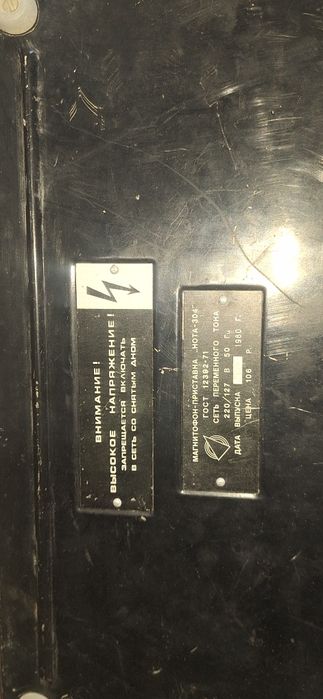 ВНИМАНИЕ!
ВЫСОКОЕ НАПРЯЖЕНИЕ!
ЗАПРЕЩАЕТСЯ ВКЛЮЧАТЬ
В СЕТЬ СО СНЯТЫМ ДНОМ
МАГНИТОФОН-ПРИСТАВКА "НОТА-304"
ГОСТ 12392-71
СЕТЬ ПЕРЕМЕННОГО ТОКА
220/127 В 50 Гц
ДАТА ВЫПУСКА 1980 Г.
ЦЕНА 106 Р.